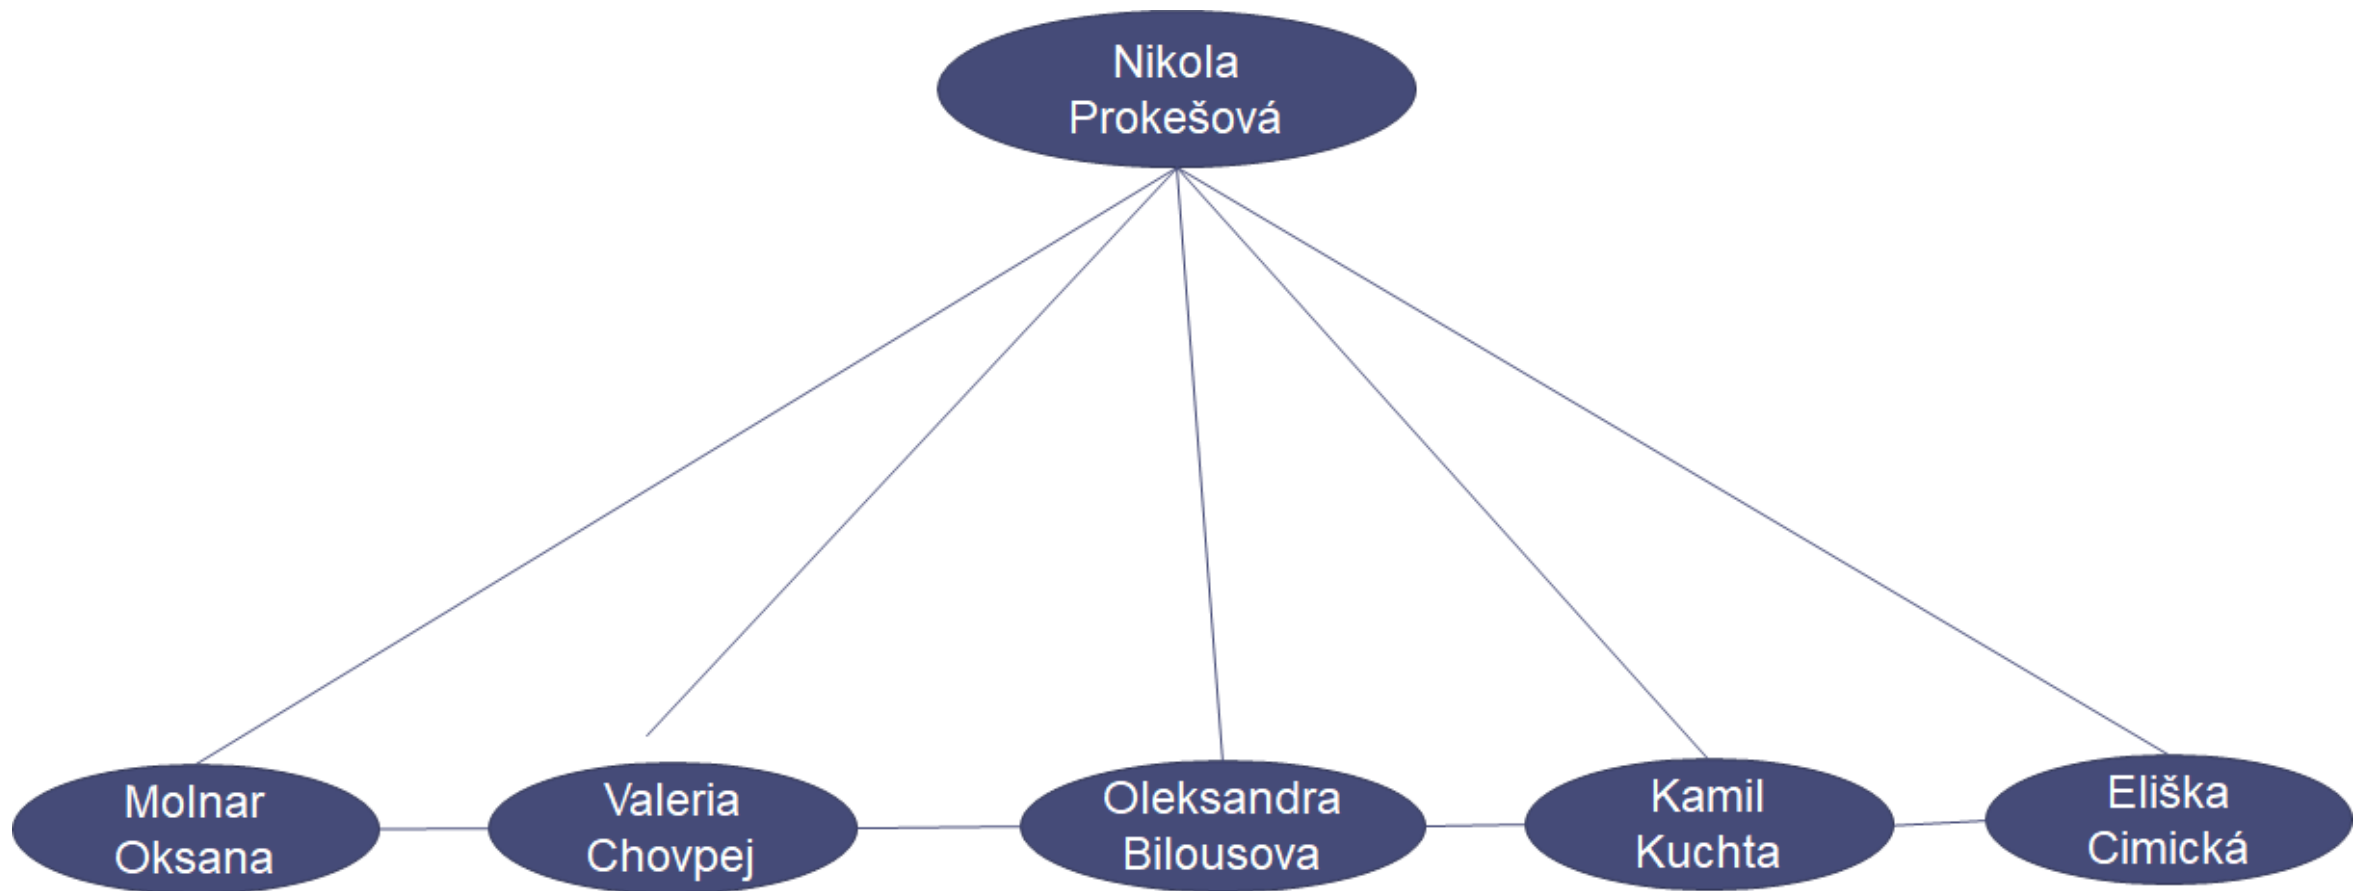 Nikola
Prokešová
Molnar
Oksana
Valeria
Chovpej
Oleksandra
Bilousova
Kamil
Kuchta
Eliška
Cimická